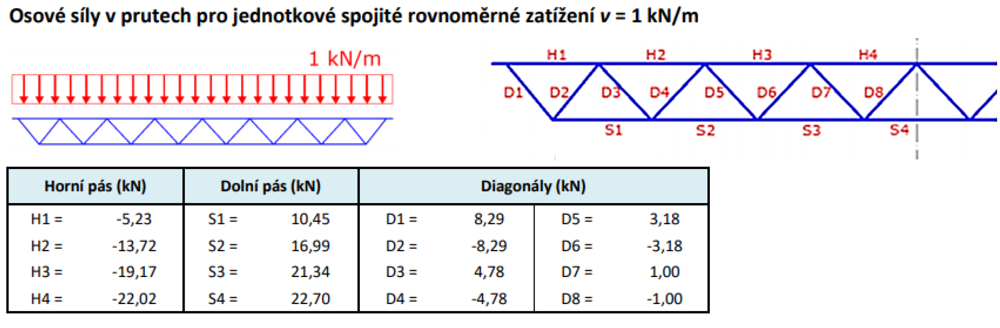 Osové síly v prutech pro jednotkové spojité rovnoměrné zatížení v = 1 kN/m
1 kN/m
H1 H2 H3 H4
D1 D2 D3 D4 D5 D6 D7 D8
S1 S2 S3 S4
Horní pás (kN) Dolní pás (kN) Diagonály (kN)
H1 = -5,23 S1 = 10,45 D1 = 8,29 D5 = 3,18
H2 = -13,72 S2 = 16,99 D2 = -8,29 D6 = -3,18
H3 = -19,17 S3 = 21,34 D3 = 4,78 D7 = 1,00
H4 = -22,02 S4 = 22,70 D4 = -4,78 D8 = -1,00